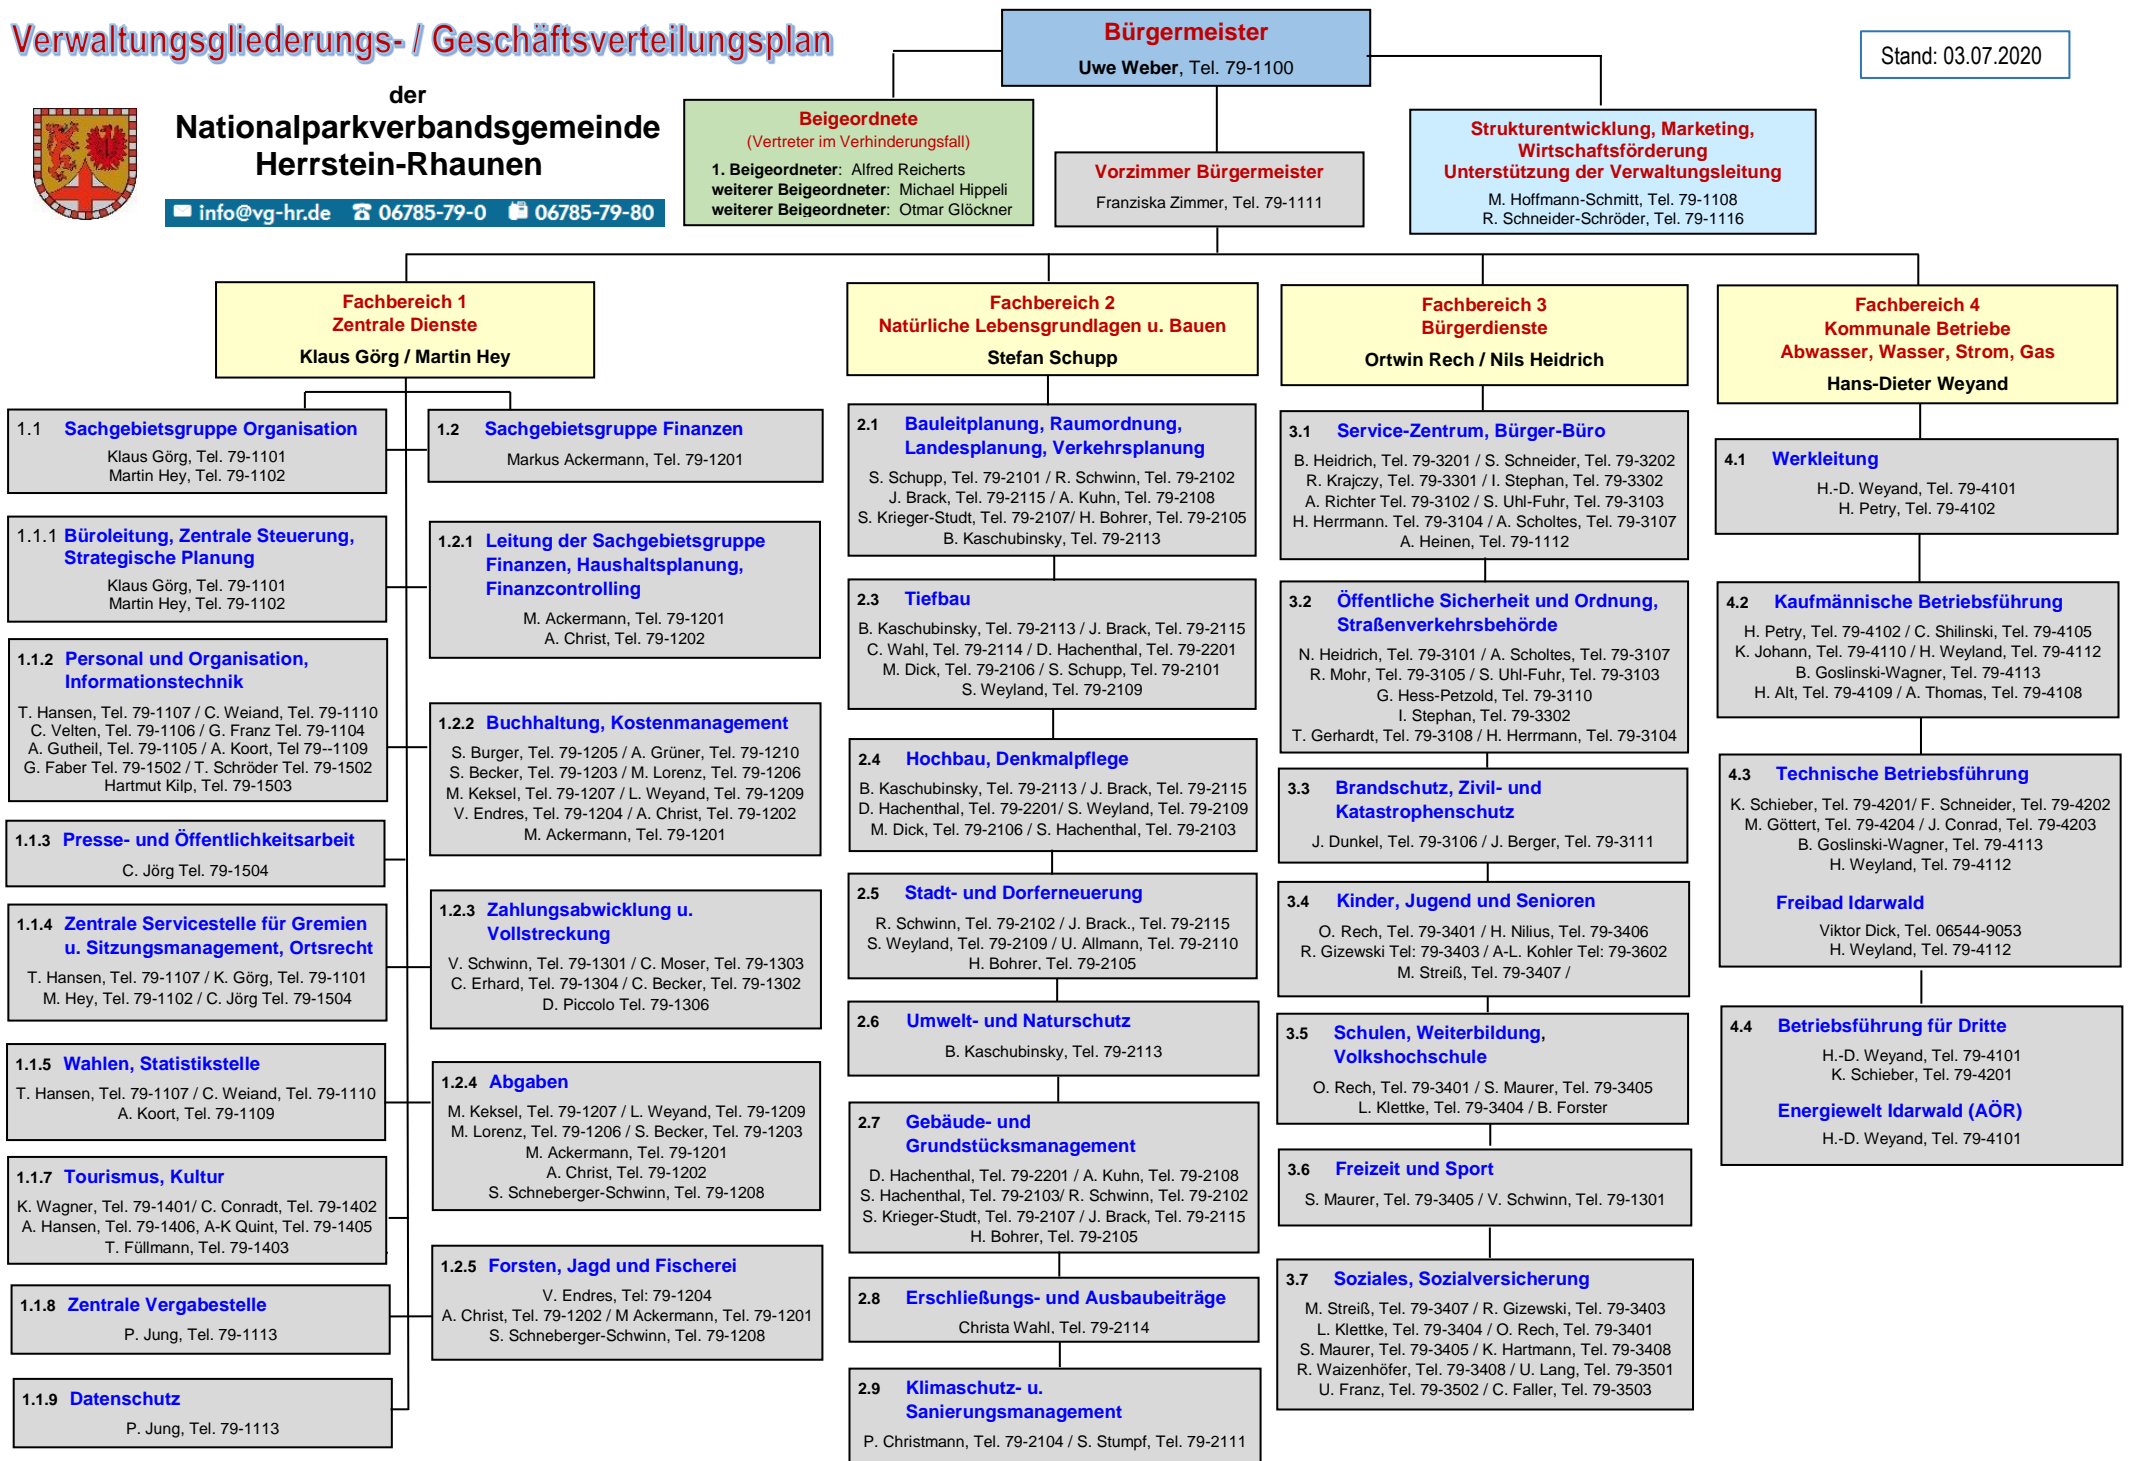 Verwaltungsgliederungs- / Geschäftsverteilungsplan
der
Nationalparkverbandsgemeinde
Herrstein-Rhaunen
info@vg-hr.de 06785-79-0 06785-79-80
Bürgermeister
Uwe Weber, Tel. 79-1100
Stand: 03.07.2020
Beigeordnete
(Vertreter im Verhinderungsfall)
1. Beigeordneter: Alfred Reicherts
weiterer Beigeordneter: Michael Hippeli
weiterer Beigeordneter: Otmar Glöckner
Vorzimmer Bürgermeister
Franziska Zimmer, Tel. 79-1111
Strukturentwicklung, Marketing,
Wirtschaftsförderung
Unterstützung der Verwaltungsleitung
M. Hoffmann-Schmitt, Tel. 79-1108
R. Schneider-Schröder, Tel. 79-1116
Fachbereich 1
Zentrale Dienste
Klaus Görg / Martin Hey
1.1 Sachgebietsgruppe Organisation
Klaus Görg, Tel. 79-1101
Martin Hey, Tel. 79-1102
1.1.1 Büroleitung, Zentrale Steuerung,
Strategische Planung
Klaus Görg, Tel. 79-1101
Martin Hey, Tel. 79-1102
1.1.2 Personal und Organisation,
Informationstechnik
T. Hansen, Tel. 79-1107 / C. Weiand, Tel. 79-1110
C. Velten, Tel. 79-1106 / G. Franz Tel. 79-1104
A. Gutheil, Tel. 79-1105 / A. Koort, Tel 79--1109
G. Faber Tel. 79-1502 / T. Schröder Tel. 79-1502
Hartmut Kilp, Tel. 79-1503
1.1.3 Presse- und Öffentlichkeitsarbeit
C. Jörg Tel. 79-1504
1.1.4 Zentrale Servicestelle für Gremien
u. Sitzungsmanagement, Ortsrecht
T. Hansen, Tel. 79-1107 / K. Görg, Tel. 79-1101
M. Hey, Tel. 79-1102 / C. Jörg Tel. 79-1504
1.1.5 Wahlen, Statistikstelle
T. Hansen, Tel. 79-1107 / C. Weiand, Tel. 79-1110
A. Koort, Tel. 79-1109
1.1.7 Tourismus, Kultur
K. Wagner, Tel. 79-1401/ C. Conradt, Tel. 79-1402
A. Hansen, Tel. 79-1406, A-K Quint, Tel. 79-1405
T. Füllmann, Tel. 79-1403
1.1.8 Zentrale Vergabestelle
P. Jung, Tel. 79-1113
1.1.9 Datenschutz
P. Jung, Tel. 79-1113
1.2 Sachgebietsgruppe Finanzen
Markus Ackermann, Tel. 79-1201
1.2.1 Leitung der Sachgebietsgruppe
Finanzen, Haushaltsplanung,
Finanzcontrolling
M. Ackermann, Tel. 79-1201
A. Christ, Tel. 79-1202
1.2.2 Buchhaltung, Kostenmanagement
S. Burger, Tel. 79-1205 / A. Grüner, Tel. 79-1210
S. Becker, Tel. 79-1203 / M. Lorenz, Tel. 79-1206
M. Keksel, Tel. 79-1207 / L. Weyand, Tel. 79-1209
V. Endres, Tel. 79-1204 / A. Christ, Tel. 79-1202
M. Ackermann, Tel. 79-1201
1.2.3 Zahlungsabwicklung u.
Vollstreckung
V. Schwinn, Tel. 79-1301 / C. Moser, Tel. 79-1303
C. Erhard, Tel. 79-1304 / C. Becker, Tel. 79-1302
D. Piccolo Tel. 79-1306
1.2.4 Abgaben
M. Keksel, Tel. 79-1207 / L. Weyand, Tel. 79-1209
M. Lorenz, Tel. 79-1206 / S. Becker, Tel. 79-1203
M. Ackermann, Tel. 79-1201
A. Christ, Tel. 79-1202
S. Schneberger-Schwinn, Tel. 79-1208
1.2.5 Forsten, Jagd und Fischerei
V. Endres, Tel: 79-1204
A. Christ, Tel. 79-1202 / M Ackermann, Tel. 79-1201
S. Schneberger-Schwinn, Tel. 79-1208
Fachbereich 2
Natürliche Lebensgrundlagen u. Bauen
Stefan Schupp
2.1 Bauleitplanung, Raumordnung,
Landesplanung, Verkehrsplanung
S. Schupp, Tel. 79-2101 / R. Schwinn, Tel. 79-2102
J. Brack, Tel. 79-2115 / A. Kuhn, Tel. 79-2108
S. Krieger-Studt, Tel. 79-2107/ H. Bohrer, Tel. 79-2105
B. Kaschubinsky, Tel. 79-2113
2.3 Tiefbau
B. Kaschubinsky, Tel. 79-2113 / J. Brack, Tel. 79-2115
C. Wahl, Tel. 79-2114 / D. Hachenthal, Tel. 79-2201
M. Dick, Tel. 79-2106 / S. Schupp, Tel. 79-2101
S. Weyland, Tel. 79-2109
2.4 Hochbau, Denkmalpflege
B. Kaschubinsky, Tel. 79-2113 / J. Brack, Tel. 79-2115
D. Hachenthal, Tel. 79-2201/ S. Weyland, Tel. 79-2109
M. Dick, Tel. 79-2106 / S. Hachenthal, Tel. 79-2103
2.5 Stadt- und Dorferneuerung
R. Schwinn, Tel. 79-2102 / J. Brack., Tel. 79-2115
S. Weyland, Tel. 79-2109 / U. Allmann, Tel. 79-2110
H. Bohrer, Tel. 79-2105
2.6 Umwelt- und Naturschutz
B. Kaschubinsky, Tel. 79-2113
2.7 Gebäude- und
Grundstücksmanagement
D. Hachenthal, Tel. 79-2201 / A. Kuhn, Tel. 79-2108
S. Hachenthal, Tel. 79-2103/ R. Schwinn, Tel. 79-2102
S. Krieger-Studt, Tel. 79-2107 / J. Brack, Tel. 79-2115
H. Bohrer, Tel. 79-2105
2.8 Erschließungs- und Ausbaubeiträge
Christa Wahl, Tel. 79-2114
2.9 Klimaschutz- u.
Sanierungsmanagement
P. Christmann, Tel. 79-2104 / S. Stumpf, Tel. 79-2111
Fachbereich 3
Bürgerdienste
Ortwin Rech / Nils Heidrich
3.1 Service-Zentrum, Bürger-Büro
B. Heidrich, Tel. 79-3201 / S. Schneider, Tel. 79-3202
R. Krajczy, Tel. 79-3301 / I. Stephan, Tel. 79-3302
A. Richter Tel. 79-3102 / S. Uhl-Fuhr, Tel. 79-3103
H. Herrmann. Tel. 79-3104 / A. Scholtes, Tel. 79-3107
A. Heinen, Tel. 79-1112
3.2 Öffentliche Sicherheit und Ordnung,
Straßenverkehrsbehörde
N. Heidrich, Tel. 79-3101 / A. Scholtes, Tel. 79-3107
R. Mohr, Tel. 79-3105 / S. Uhl-Fuhr, Tel. 79-3103
G. Hess-Petzold, Tel. 79-3110
I. Stephan, Tel. 79-3302
T. Gerhardt, Tel. 79-3108 / H. Herrmann, Tel. 79-3104
3.3 Brandschutz, Zivil- und
Katastrophenschutz
J. Dunkel, Tel. 79-3106 / J. Berger, Tel. 79-3111
3.4 Kinder, Jugend und Senioren
O. Rech, Tel. 79-3401 / H. Nilius, Tel. 79-3406
R. Gizewski Tel: 79-3403 / A-L. Kohler Tel: 79-3602
M. Streiß, Tel. 79-3407 /
3.5 Schulen, Weiterbildung,
Volkshochschule
O. Rech, Tel. 79-3401 / S. Maurer, Tel. 79-3405
L. Klettke, Tel. 79-3404 / B. Forster
3.6 Freizeit und Sport
S. Maurer, Tel. 79-3405 / V. Schwinn, Tel. 79-1301
3.7 Soziales, Sozialversicherung
M. Streiß, Tel. 79-3407 / R. Gizewski, Tel. 79-3403
L. Klettke, Tel. 79-3404 / O. Rech, Tel. 79-3401
S. Maurer, Tel. 79-3405 / K. Hartmann, Tel. 79-3408
R. Waizenhöfer, Tel. 79-3408 / U. Lang, Tel. 79-3501
U. Franz, Tel. 79-3502 / C. Faller, Tel. 79-3503
Fachbereich 4
Kommunale Betriebe
Abwasser, Wasser, Strom, Gas
Hans-Dieter Weyand
4.1 Werkleitung
H.-D. Weyand, Tel. 79-4101
H. Petry, Tel. 79-4102
4.2 Kaufmännische Betriebsführung
H. Petry, Tel. 79-4102 / C. Shilinski, Tel. 79-4105
K. Johann, Tel. 79-4110 / H. Weyland, Tel. 79-4112
B. Goslinski-Wagner, Tel. 79-4113
H. Alt, Tel. 79-4109 / A. Thomas, Tel. 79-4108
4.3 Technische Betriebsführung
K. Schieber, Tel. 79-4201/ F. Schneider, Tel. 79-4202
M. Göttert, Tel. 79-4204 / J. Conrad, Tel. 79-4203
B. Goslinski-Wagner, Tel. 79-4113
H. Weyland, Tel. 79-4112
Freibad Idarwald
Viktor Dick, Tel. 06544-9053
H. Weyland, Tel. 79-4112
4.4 Betriebsführung für Dritte
H.-D. Weyand, Tel. 79-4101
K. Schieber, Tel. 79-4201
Energiewelt Idarwald (AÖR)
H.-D. Weyand, Tel. 79-4101